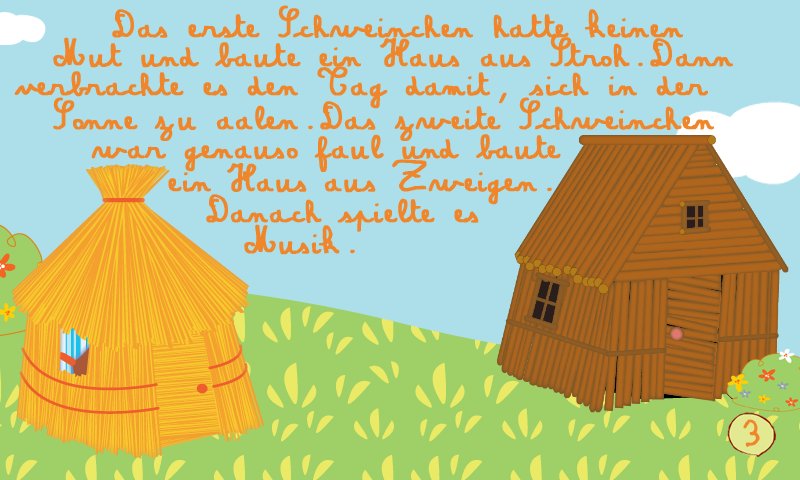 Das erste Schweinchen hatte keinen
Mut und baute ein Haus aus Stroh.Dann
verbrachte es den Tag damit, sich in der
Sonne zu aalen.Das zweite Schweinchen
war genauso faul und baute
ein Haus aus Zweigen.
Danach spielte es
Musik.
3